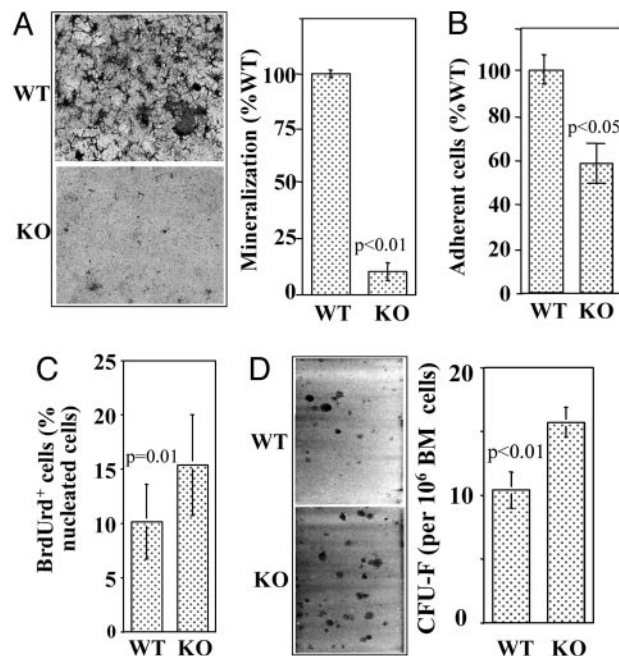 A
WT
KO
Mineralization (%WT)
100
75
50
25
0
p<0.01
WT KO
B
Adherent cells (%WT)
100
80
60
40
20
0
p<0.05
WT KO
C
BrdUrd+ cells (%
nucleated cells)
25
20
15
10
5
0
p=0.01
WT KO
D
WT
KO
CFU-F (per 10⁶ BM cells)
20
10
0
p<0.01
WT KO